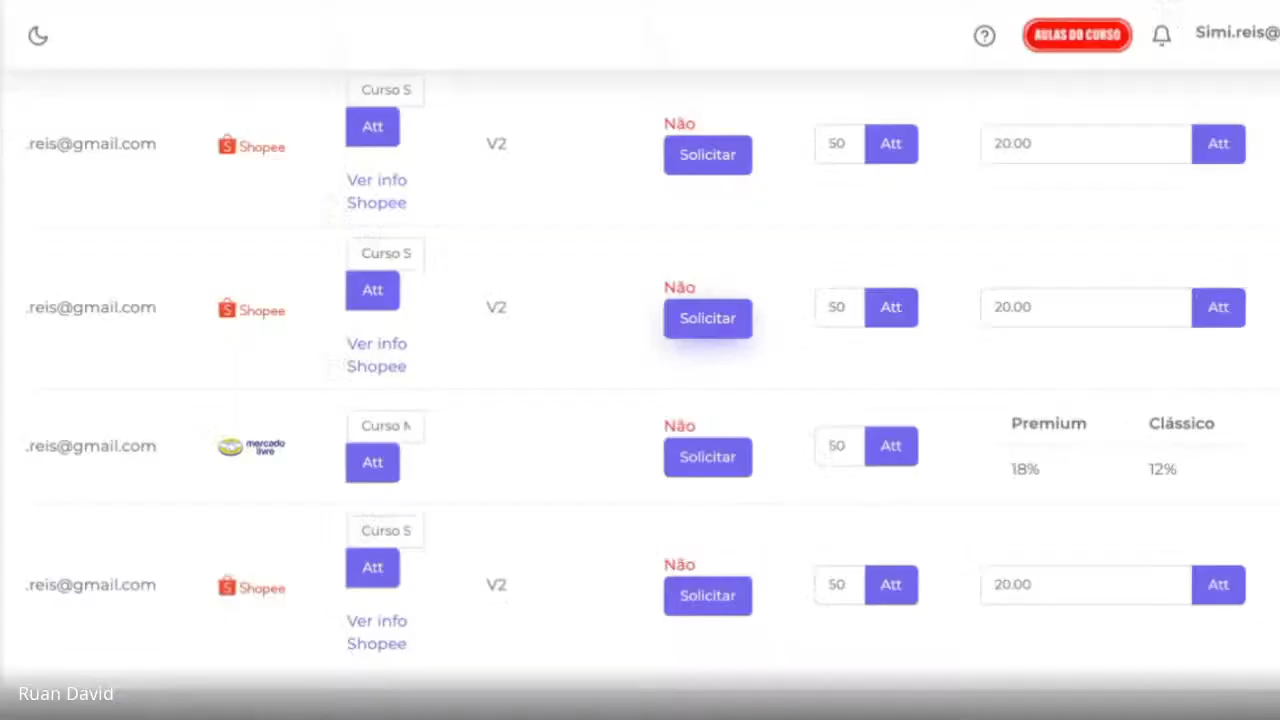 AULAS DO CURSO
Simi.reis@
Curso S
Att
.reis@gmail.com
Shopee
V2
Não
Solicitar
50
Att
20.00
Att
Ver info
Shopee
Curso S
Att
.reis@gmail.com
Shopee
V2
Não
Solicitar
50
Att
20.00
Att
Ver info
Shopee
Curso M
Att
.reis@gmail.com
mercado
livre
Não
Solicitar
50
Att
Premium
Clássico
18%
12%
Curso S
Att
.reis@gmail.com
Shopee
V2
Não
Solicitar
50
Att
20.00
Att
Ver info
Shopee
Ruan David